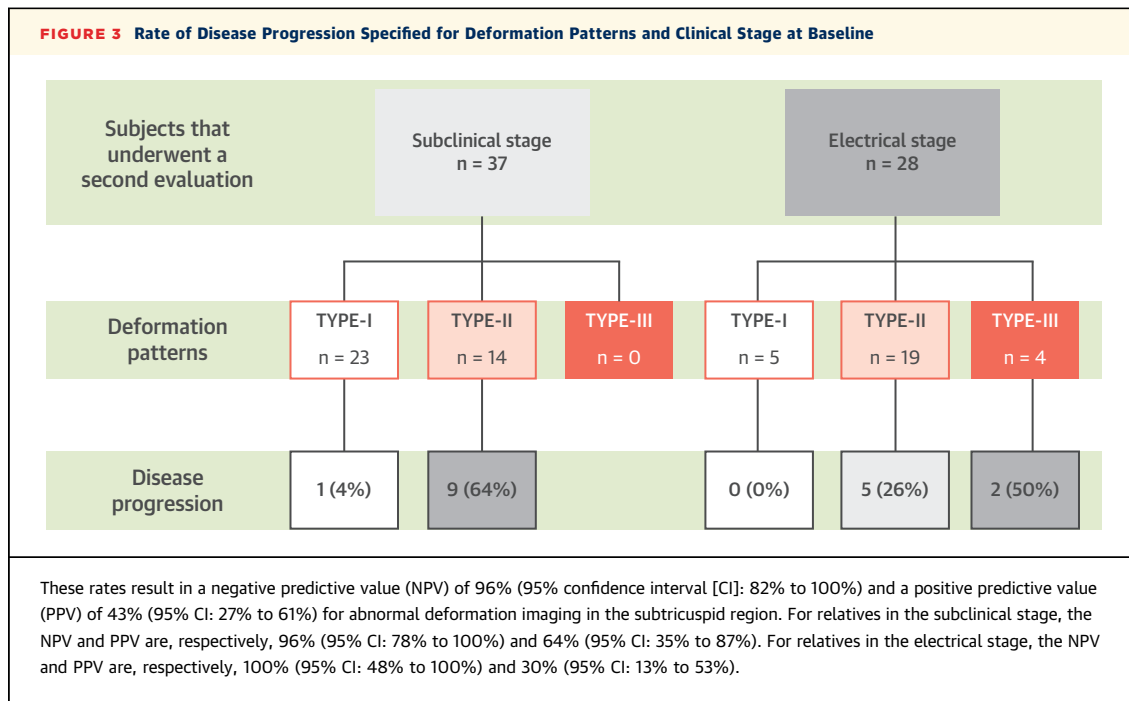 FIGURE 3 Rate of Disease Progression Specified for Deformation Patterns and Clinical Stage at Baseline
Subjects that
underwent a
second evaluation
Subclinical stage
n = 37
Electrical stage
n = 28
Deformation
patterns
TYPE-I
n = 23
TYPE-II
n = 14
TYPE-III
n = 0
TYPE-I
n = 5
TYPE-II
n = 19
TYPE-III
n = 4
Disease
progression
1 (4%)
9 (64%)
0 (0%)
5 (26%)
2 (50%)
These rates result in a negative predictive value (NPV) of 96% (95% confidence interval [CI]: 82% to 100%) and a positive predictive value
(PPV) of 43% (95% CI: 27% to 61%) for abnormal deformation imaging in the subtricuspid region. For relatives in the subclinical stage, the
NPV and PPV are, respectively, 96% (95% CI: 78% to 100%) and 64% (95% CI: 35% to 87%). For relatives in the electrical stage, the NPV
and PPV are, respectively, 100% (95% CI: 48% to 100%) and 30% (95% CI: 13% to 53%).